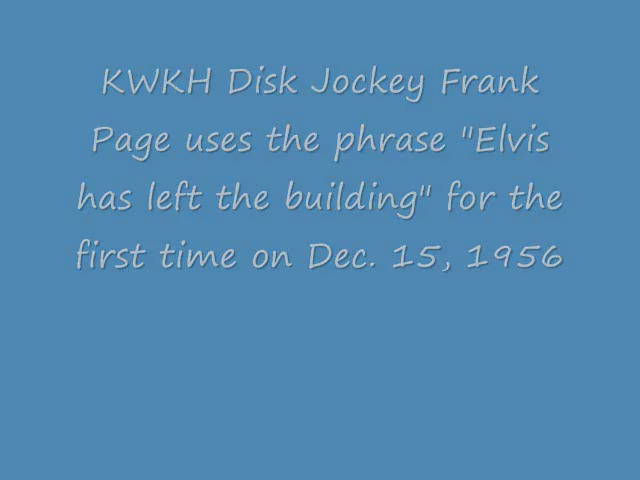 KWKH Disk Jockey Frank
Page uses the phrase "Elvis
has left the building" for the
first time on Dec. 15, 1956